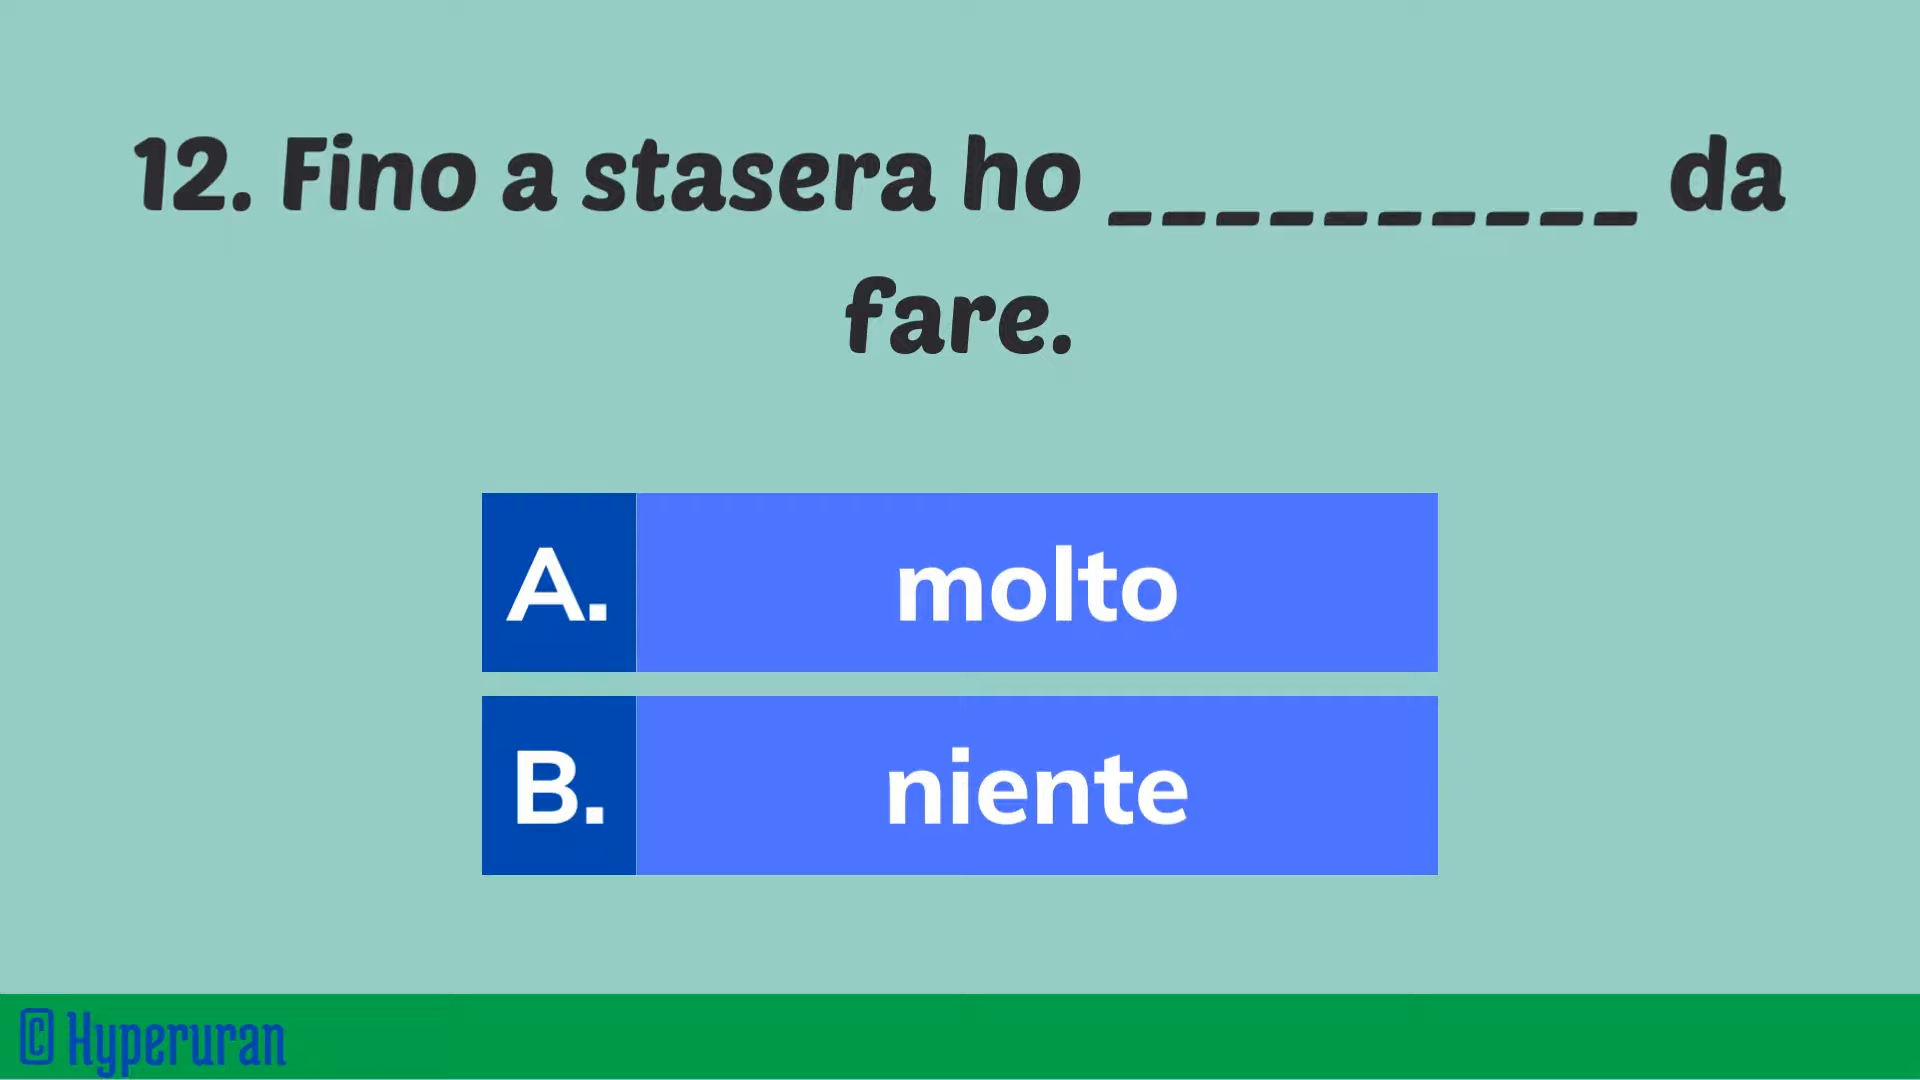 12. Fino a stasera ho __________ da
fare.
A. molto
B. niente
© Hyperuran